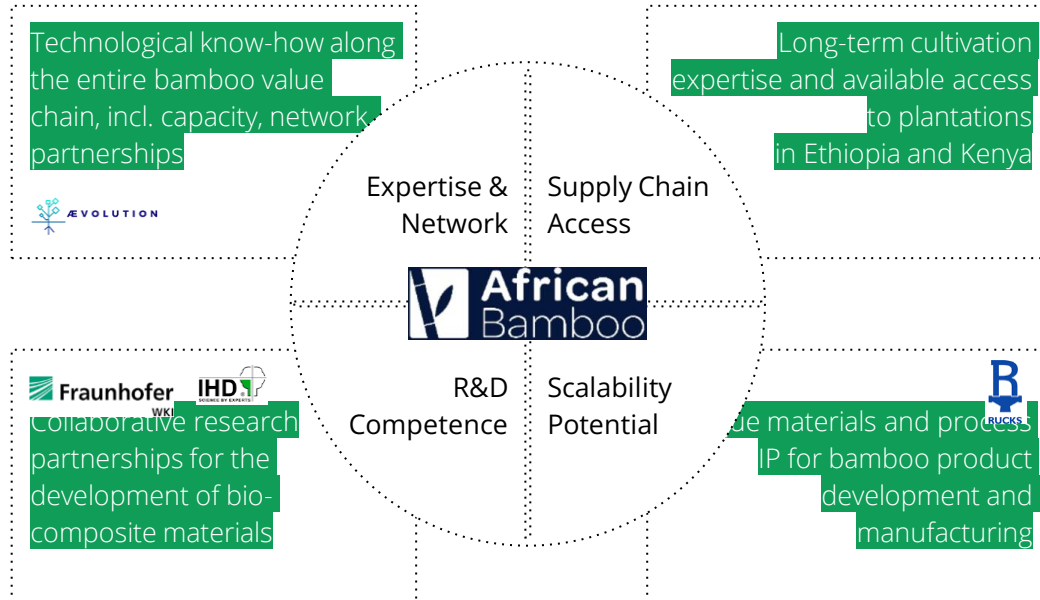 Technological know-how along
the entire bamboo value
chain, incl. capacity, network,
partnerships
ÆVOLUTION
Long-term cultivation
expertise and available access
to plantations
in Ethiopia and Kenya
Expertise &
Network
Supply Chain
Access
African
Bamboo
R&D
Competence
Scalability
Potential
Fraunhofer
WKI
IHD
SCIENCE BY EXPERTS
Collaborative research
partnerships for the
development of bio-
composite materials
R
RUCKS
materials and process
IP for bamboo product
development and
manufacturing